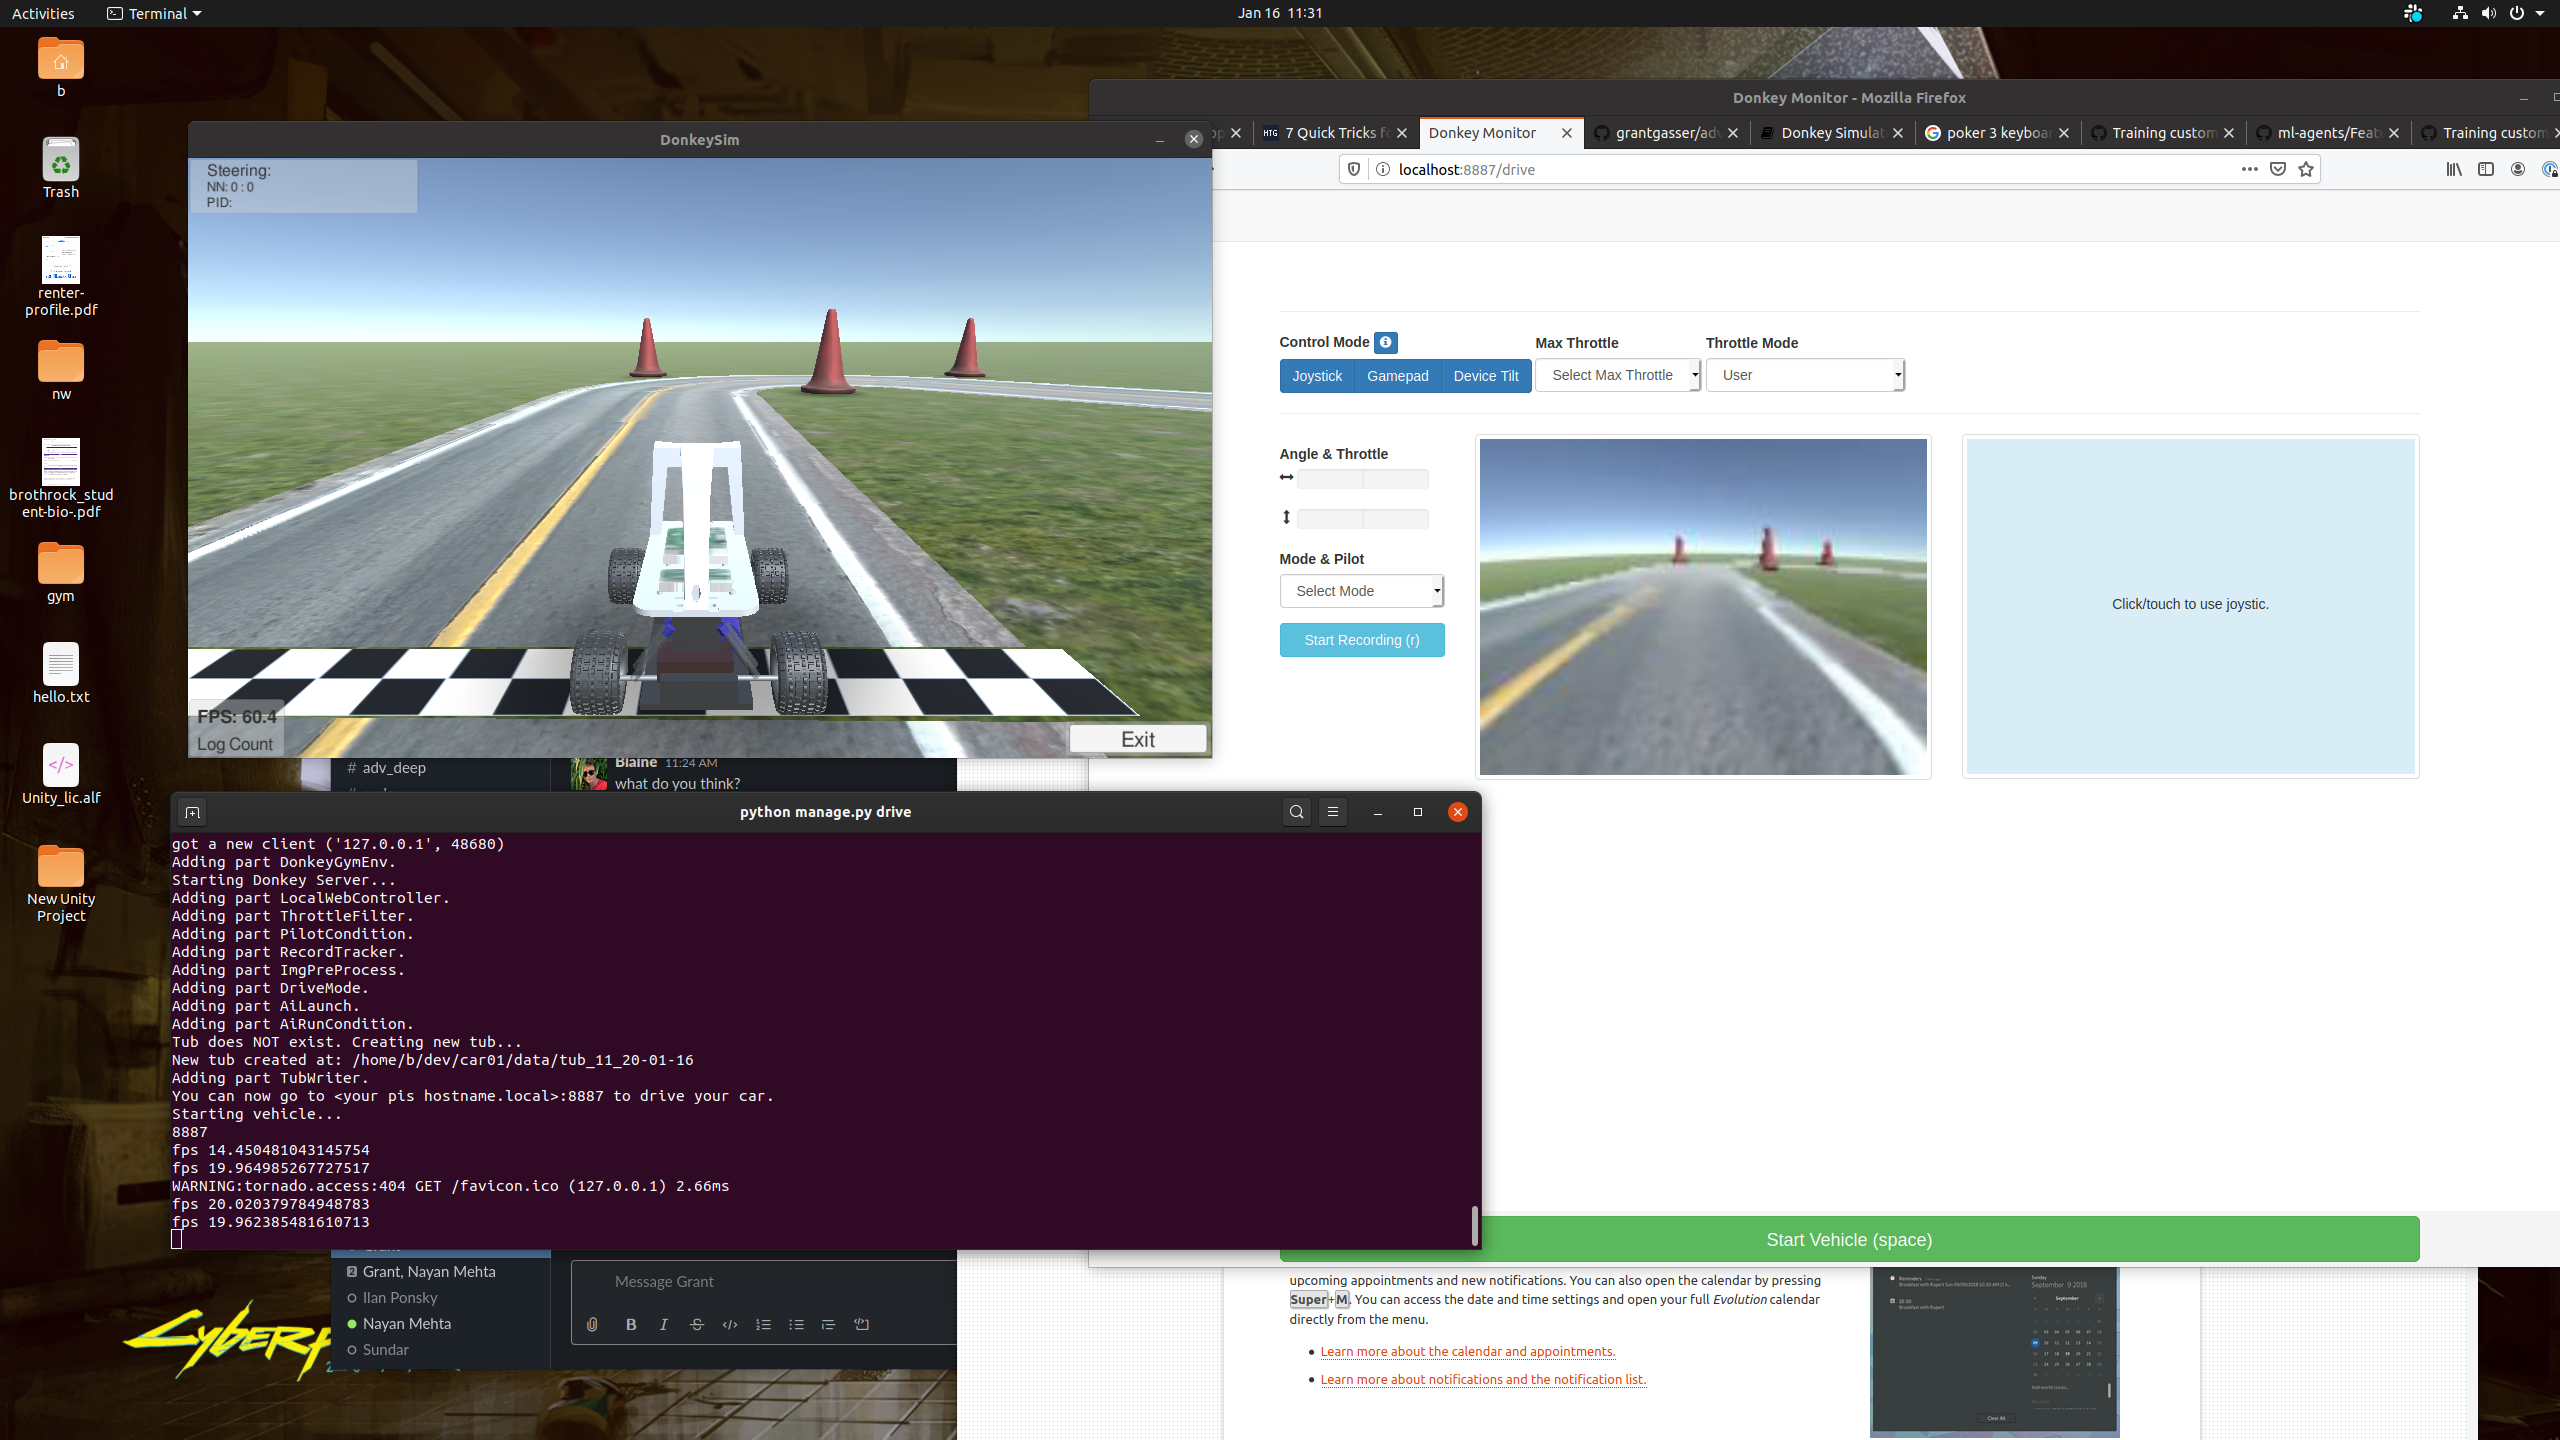 Activities
Terminal
Jan 16 11:31
b
Trash
renter-
profile.pdf
nw
brothrock_stud
ent-bio-.pdf
gym
hello.txt
Unity_lic.alf
New Unity
Project
DonkeySim
Steering:
NN: 0 : 0
PID:
FPS: 60.4
Log Count
Exit
Donkey Monitor - Mozilla Firefox
7 Quick Tricks fo
Donkey Monitor
grantgasser/adv
Donkey Simulat
poker 3 keyboar
Training custom
ml-agents/Feat
Training custom
localhost:8887/drive
Control Mode
Max Throttle
Throttle Mode
Joystick
Gamepad
Device Tilt
Select Max Throttle
User
Angle & Throttle
Mode & Pilot
Select Mode
Start Recording (r)
Click/touch to use joystic.
Start Vehicle (space)
# adv_deep
Blaine 11:24 AM
what do you think?
python manage.py drive
got a new client ('127.0.0.1', 48680)
Adding part DonkeyGymEnv.
Starting Donkey Server...
Adding part LocalWebController.
Adding part ThrottleFilter.
Adding part PilotCondition.
Adding part RecordTracker.
Adding part ImgPreProcess.
Adding part DriveMode.
Adding part AiLaunch.
Adding part AiRunCondition.
Tub does NOT exist. Creating new tub...
New tub created at: /home/b/dev/car01/data/tub_11_20-01-16
Adding part TubWriter.
You can now go to <your pis hostname.local>:8887 to drive your car.
Starting vehicle...
8887
fps 14.450481043145754
fps 19.964985267727517
WARNING:tornado.access:404 GET /favicon.ico (127.0.0.1) 2.66ms
fps 20.020379784948783
fps 19.962385481610713
2 Grant, Nayan Mehta
Ilan Ponsky
Nayan Mehta
Sundar
Message Grant
upcoming appointments and new notifications. You can also open the calendar by pressing
Super+M. You can access the date and time settings and open your full Evolution calendar
directly from the menu.
Learn more about the calendar and appointments.
Learn more about notifications and the notification list.
Sunday
September 9 2018
September
Reminders
Clear All